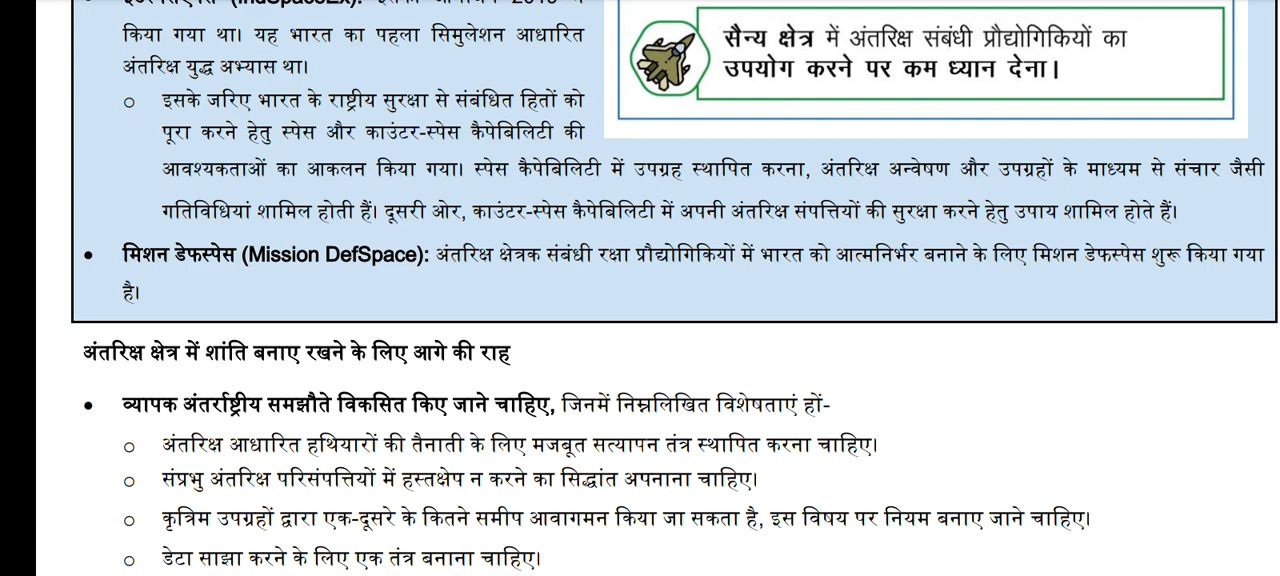 (IndSpaceEx):
किया गया था। यह भारत का पहला सिमुलेशन आधारित
अंतरिक्ष युद्ध अभ्यास था।
सैन्य क्षेत्र में अंतरिक्ष संबंधी प्रौद्योगिकियों का
उपयोग करने पर कम ध्यान देना।
o इसके जरिए भारत के राष्ट्रीय सुरक्षा से संबंधित हितों को
पूरा करने हेतु स्पेस और काउंटर-स्पेस कैपेबिलिटी की
आवश्यकताओं का आकलन किया गया। स्पेस कैपेबिलिटी में उपग्रह स्थापित करना, अंतरिक्ष अन्वेषण और उपग्रहों के माध्यम से संचार जैसी
गतिविधियां शामिल होती हैं। दूसरी ओर, काउंटर-स्पेस कैपेबिलिटी में अपनी अंतरिक्ष संपत्तियों की सुरक्षा करने हेतु उपाय शामिल होते हैं।
• मिशन डेफस्पेस (Mission DefSpace): अंतरिक्ष क्षेत्रक संबंधी रक्षा प्रौद्योगिकियों में भारत को आत्मनिर्भर बनाने के लिए मिशन डेफस्पेस शुरू किया गया
है।
अंतरिक्ष क्षेत्र में शांति बनाए रखने के लिए आगे की राह
• व्यापक अंतर्राष्ट्रीय समझौते विकसित किए जाने चाहिए, जिनमें निम्नलिखित विशेषताएं हों-
o अंतरिक्ष आधारित हथियारों की तैनाती के लिए मजबूत सत्यापन तंत्र स्थापित करना चाहिए।
o संप्रभु अंतरिक्ष परिसंपत्तियों में हस्तक्षेप न करने का सिद्धांत अपनाना चाहिए।
o कृत्रिम उपग्रहों द्वारा एक-दूसरे के कितने समीप आवागमन किया जा सकता है, इस विषय पर नियम बनाए जाने चाहिए।
o डेटा साझा करने के लिए एक तंत्र बनाना चाहिए।